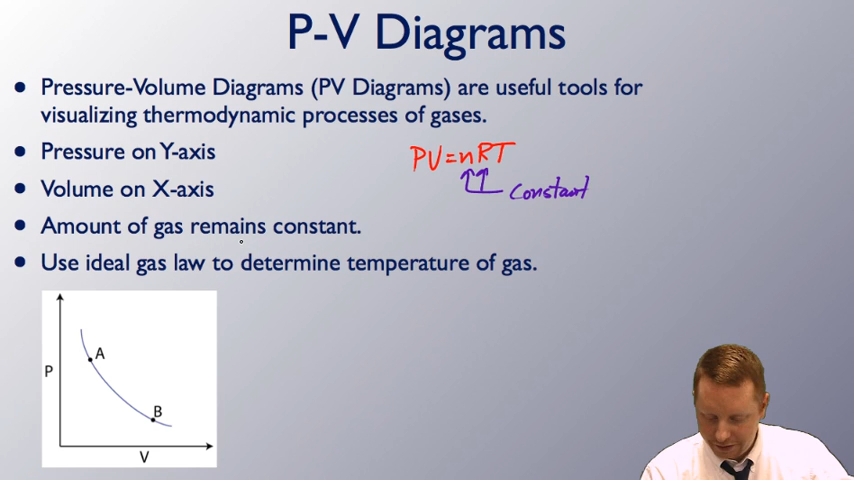 P-V Diagrams
• Pressure-Volume Diagrams (PV Diagrams) are useful tools for
visualizing thermodynamic processes of gases.
• Pressure on Y-axis
PV=nRT
• Volume on X-axis
Constant
• Amount of gas remains constant.
• Use ideal gas law to determine temperature of gas.
A
P
B
V